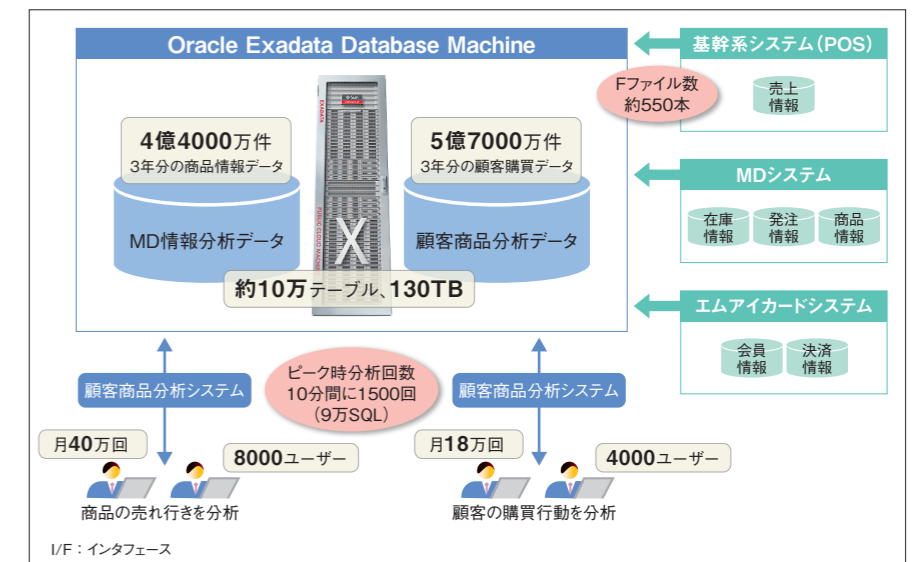 Oracle Exadata Database Machine
基幹系システム(POS)
Fファイル数
約550本
売上
情報
4億4000万件
3年分の商品情報データ
5億7000万件
3年分の顧客購買データ
MDシステム
在庫
情報
発注
情報
商品
情報
MD情報分析データ
EXADATA
X
PUBLIC CLOUD MACHINE
顧客商品分析データ
約10万テーブル、130TB
エムアイカードシステム
会員
情報
決済
情報
顧客商品分析システム
ピーク時分析回数
10分間に1500回
(9万SQL)
顧客商品分析システム
月40万回
8000ユーザー
商品の売れ行きを分析
月18万回
4000ユーザー
顧客の購買行動を分析
I/F：インタフェース